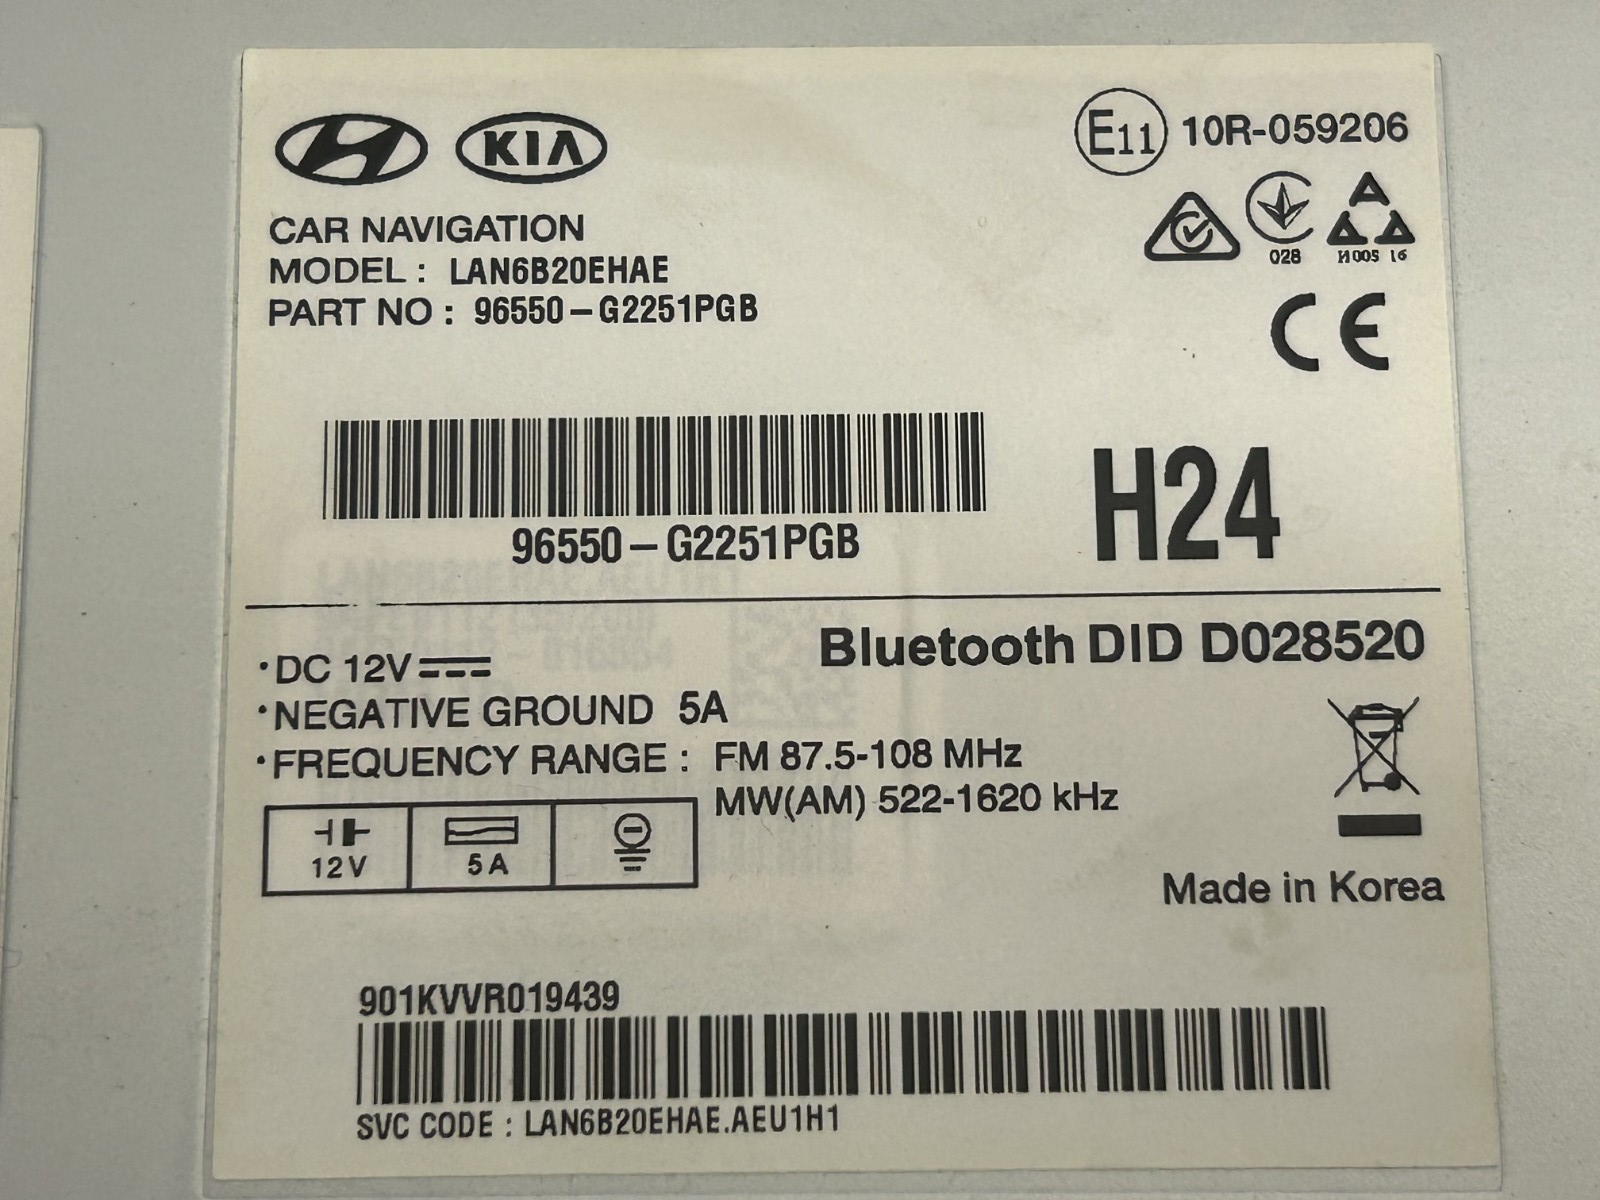 KIA
E11 10R-059206
028
И005 16
CE
CAR NAVIGATION
MODEL : LAN6B20EHAE
PART NO : 96550-G2251PGB
96550-G2251PGB
H24
Bluetooth DID D028520
•DC 12V
•NEGATIVE GROUND 5A
•FREQUENCY RANGE : FM 87.5-108 MHz
MW(AM) 522-1620 kHz
12V
5A
Made in Korea
901KVVR019439
SVC CODE : LAN6B20EHAE.AEU1H1